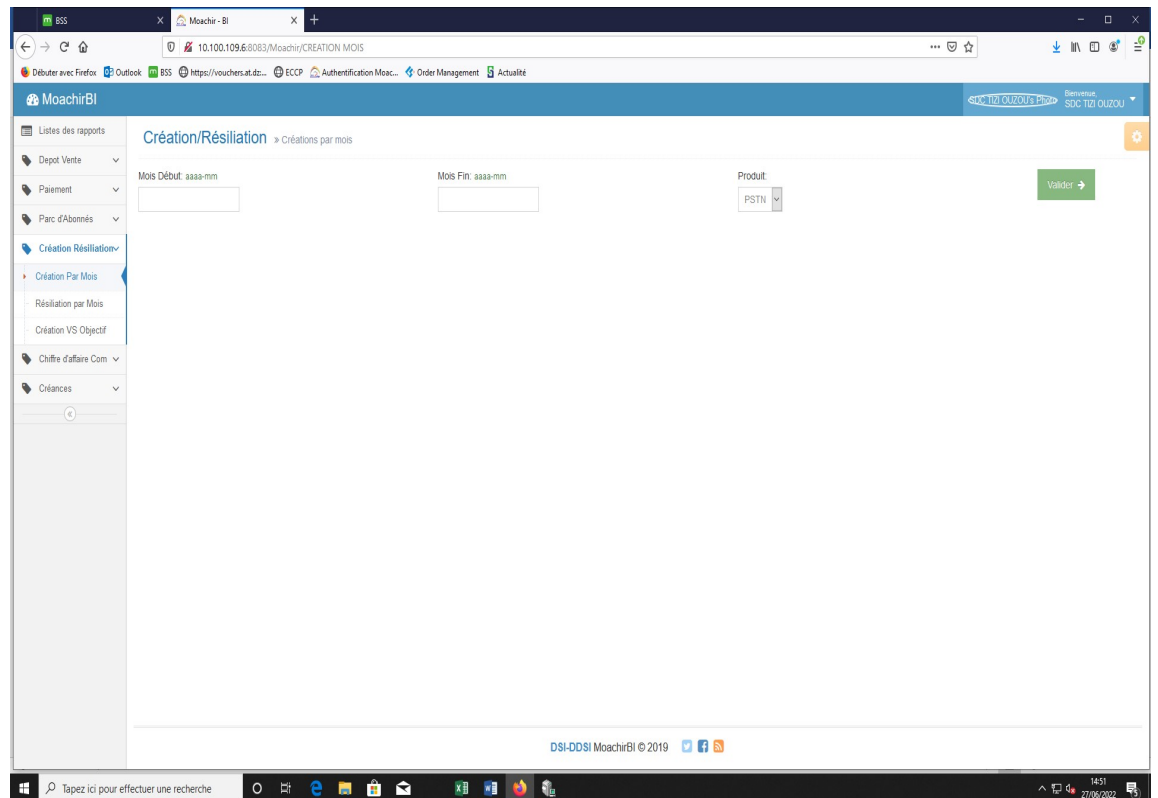 BSS
Moachir - BI
10.100.109.6:8083/Moachir/CREATION MOIS
Débuter avec Firefox Outlook BSS https://vouchers.at.dz:... ECCP Authentification Moac... Order Management Actualité
MoachirBI
SDC TIZI OUZOU's Photo
Bienvenue,
SDC TIZI OUZOU
Listes des rapports
Depot Vente
Paiement
Parc d'Abonnés
Création Résiliation
Création Par Mois
Résiliation par Mois
Création VS Objectif
Chiffre d'affaire Com
Créances
Création/Résiliation » Créations par mois
Mois Début: aaaa-mm
Mois Fin: aaaa-mm
Produit:
PSTN
Valider
DSI-DDSI MoachirBI © 2019
Tapez ici pour effectuer une recherche
14:51
27/06/2022